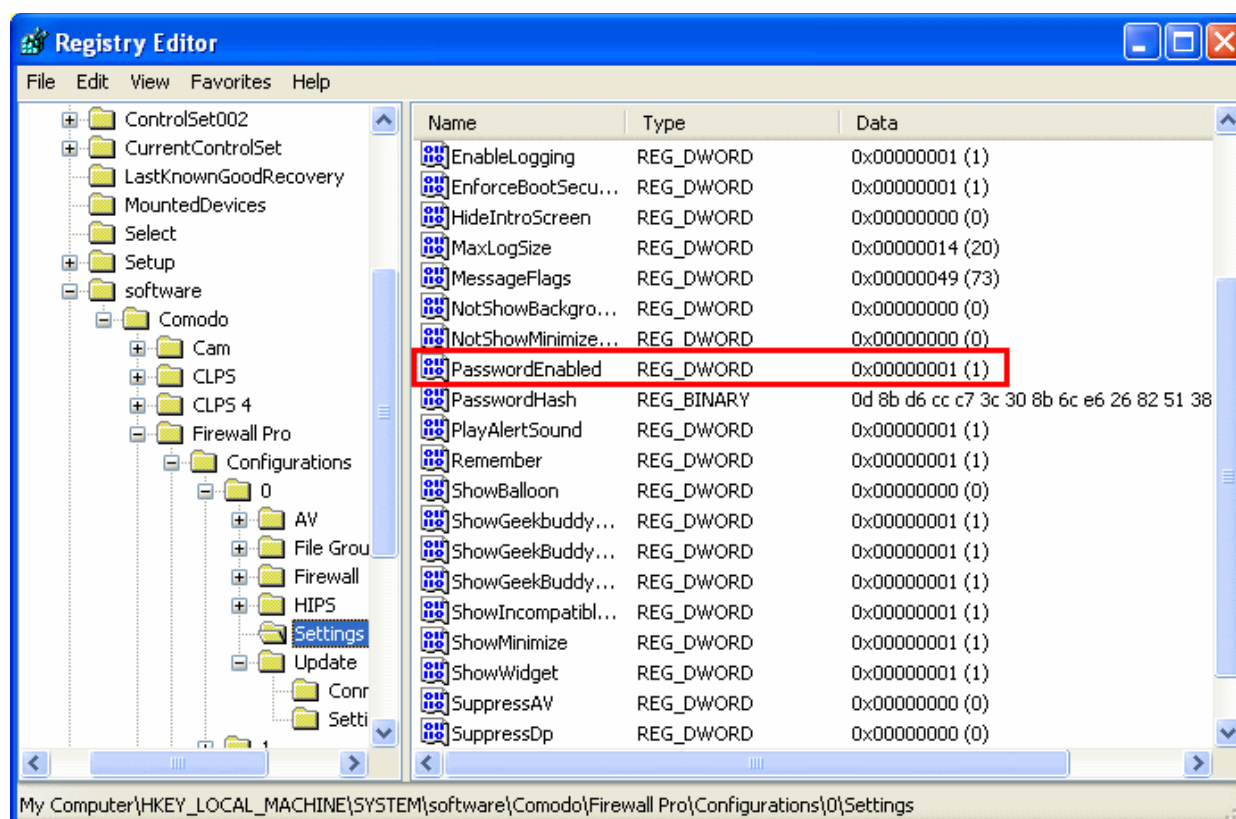 Registry Editor
File Edit View Favorites Help
ControlSet002
CurrentControlSet
LastKnownGoodRecovery
MountedDevices
Select
Setup
software
Comodo
Cam
CLPS
CLPS 4
Firewall Pro
Configurations
0
AV
File Grou
Firewall
HIPS
Settings
Update
Conr
Setti
1
Name Type Data
EnableLogging REG_DWORD 0x00000001 (1)
EnforceBootSecu... REG_DWORD 0x00000001 (1)
HideIntroScreen REG_DWORD 0x00000000 (0)
MaxLogSize REG_DWORD 0x00000014 (20)
MessageFlags REG_DWORD 0x00000049 (73)
NotShowBackgro... REG_DWORD 0x00000000 (0)
NotShowMinimize... REG_DWORD 0x00000000 (0)
PasswordEnabled REG_DWORD 0x00000001 (1)
PasswordHash REG_BINARY 0d 8b d6 cc c7 3c 30 8b 6c e6 26 82 51 38
PlayAlertSound REG_DWORD 0x00000001 (1)
Remember REG_DWORD 0x00000001 (1)
ShowBalloon REG_DWORD 0x00000000 (0)
ShowGeekbuddy... REG_DWORD 0x00000001 (1)
ShowGeekBuddy... REG_DWORD 0x00000001 (1)
ShowGeekBuddy... REG_DWORD 0x00000001 (1)
ShowIncompatibl... REG_DWORD 0x00000001 (1)
ShowMinimize REG_DWORD 0x00000001 (1)
ShowWidget REG_DWORD 0x00000001 (1)
SuppressAV REG_DWORD 0x00000000 (0)
SuppressDp REG_DWORD 0x00000000 (0)
My Computer\HKEY_LOCAL_MACHINE\SYSTEM\software\Comodo\Firewall Pro\Configurations\0\Settings